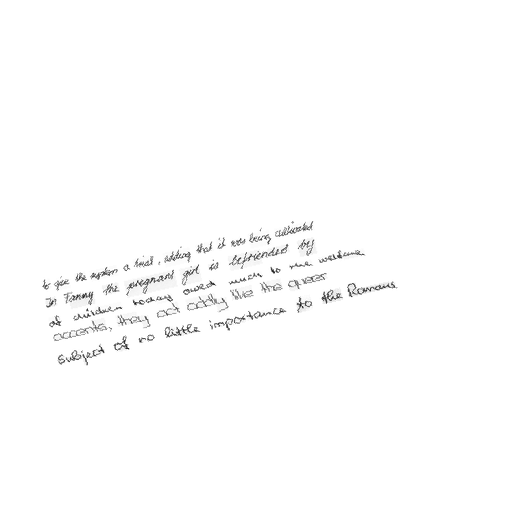 to give the system a trial, adding that it was being cultivated
In Fanny the pregnant girl is befriended by
of children today owed much to the welfare
accents, they act oddly like the queer
subject of no little importance to the Romans